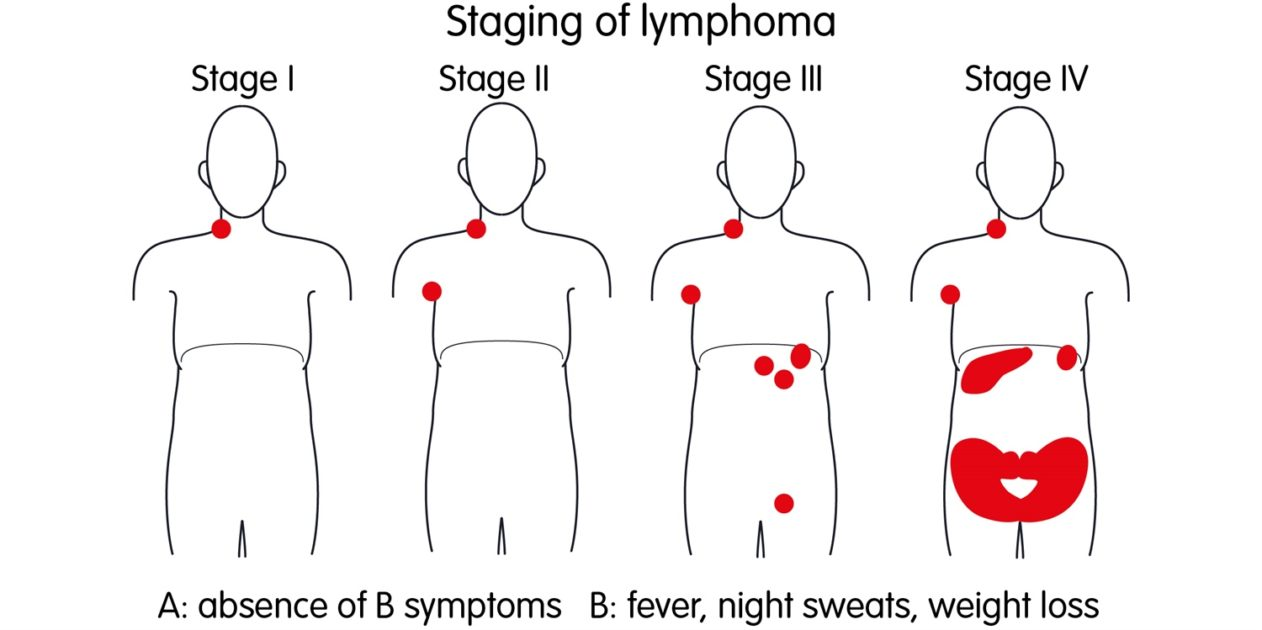 Staging of lymphoma
Stage I
Stage II
Stage III
Stage IV
A: absence of B symptoms B: fever, night sweats, weight loss